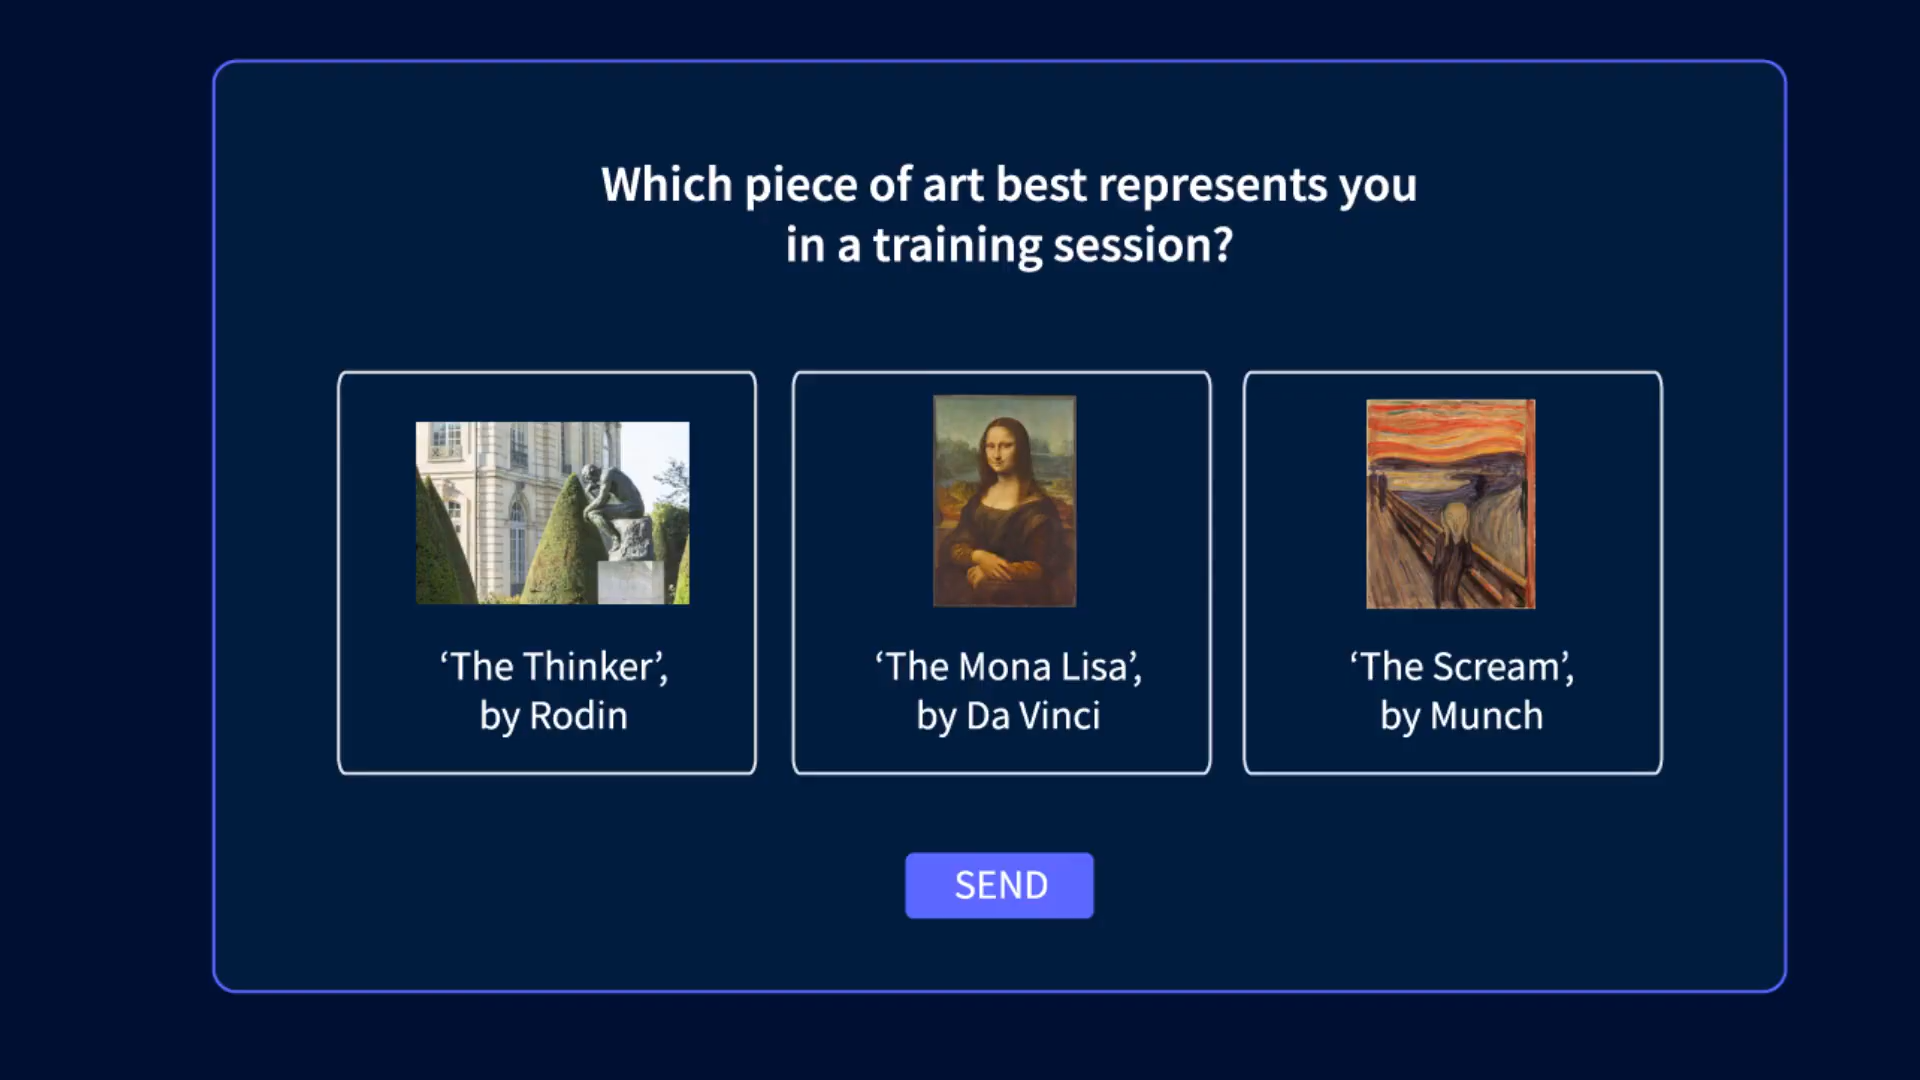 Which piece of art best represents you
in a training session?
‘The Thinker’,
by Rodin
‘The Mona Lisa’,
by Da Vinci
‘The Scream’,
by Munch
SEND